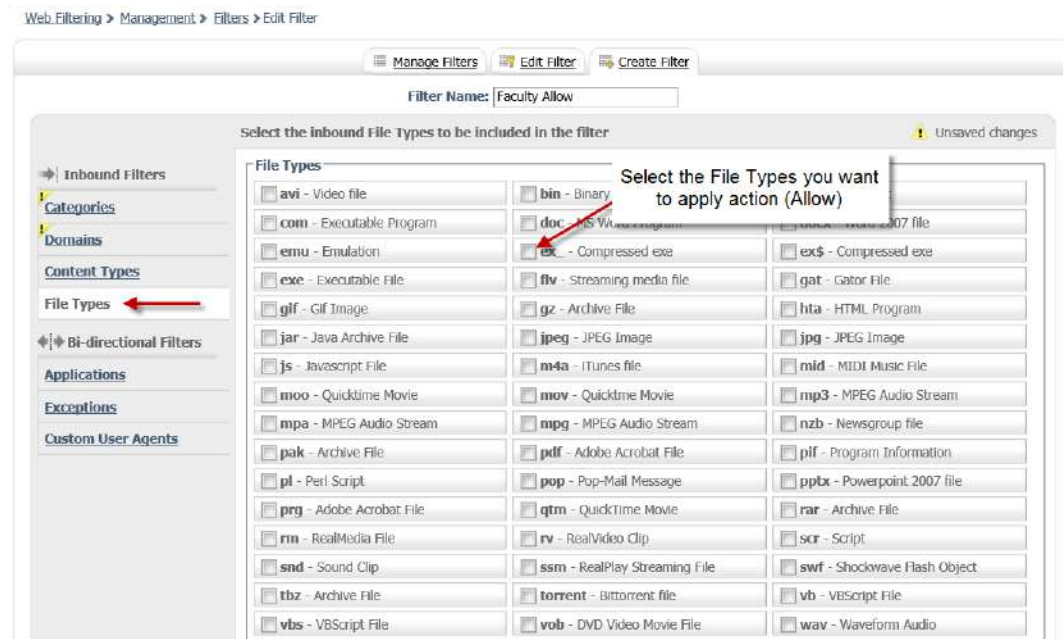 Web Filtering > Management > Filters > Edit Filter
Manage Filters Edit Filter Create Filter
Filter Name: Faculty Allow
Select the inbound File Types to be included in the filter
! Unsaved changes
Inbound Filters
! Categories
! Domains
Content Types
File Types
Bi-directional Filters
Applications
Exceptions
Custom User Agents
File Types
Select the File Types you want
to apply action (Allow)
avi - Video file
bin - Binary
com - Executable Program
doc - MS Word Program
docx - Word 2007 file
emu - Emulation
ex_ - Compressed exe
ex$ - Compressed exe
exe - Executable File
flv - Streaming media file
gat - Gator File
gif - Gif Image
gz - Archive File
hta - HTML Program
jar - Java Archive File
jpeg - JPEG Image
jpg - JPEG Image
js - Javascript File
m4a - iTunes file
mid - MIDI Music File
moo - Quicktime Movie
mov - Quicktime Movie
mp3 - MPEG Audio Stream
mpa - MPEG Audio Stream
mpg - MPEG Audio Stream
nzb - Newsgroup file
pak - Archive File
pdf - Adobe Acrobat File
pif - Program Information
pl - Perl Script
pop - Pop-Mail Message
pptx - Powerpoint 2007 file
prg - Adobe Acrobat File
qtm - QuickTime Movie
rar - Archive File
rm - RealMedia File
rv - RealVideo Clip
scr - Script
snd - Sound Clip
ssm - RealPlay Streaming File
swf - Shockwave Flash Object
tbz - Archive File
torrent - Bittorrent file
vb - VBScript File
vbs - VBScript File
vob - DVD Video Movie File
wav - Waveform Audio